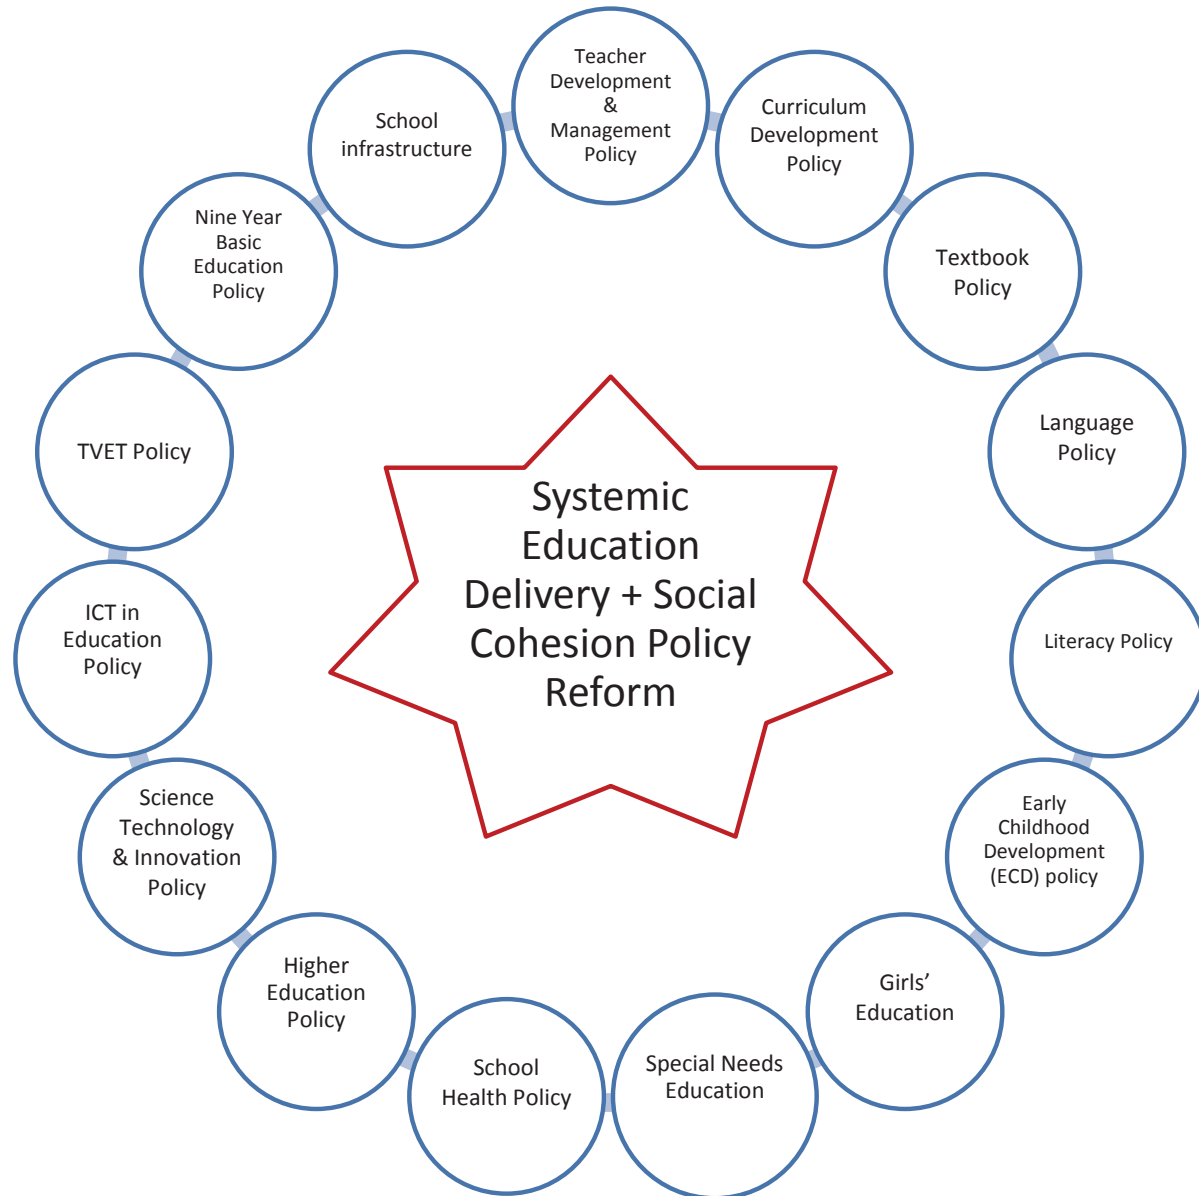 Teacher
Development
&
Management
Policy
Curriculum
Development
Policy
Textbook
Policy
Language
Policy
Literacy Policy
Early
Childhood
Development
(ECD) policy
Girls’
Education
Special Needs
Education
School
Health Policy
Higher
Education
Policy
Science
Technology
& Innovation
Policy
ICT in
Education
Policy
TVET Policy
Nine Year
Basic
Education
Policy
School
infrastructure
Systemic
Education
Delivery + Social
Cohesion Policy
Reform